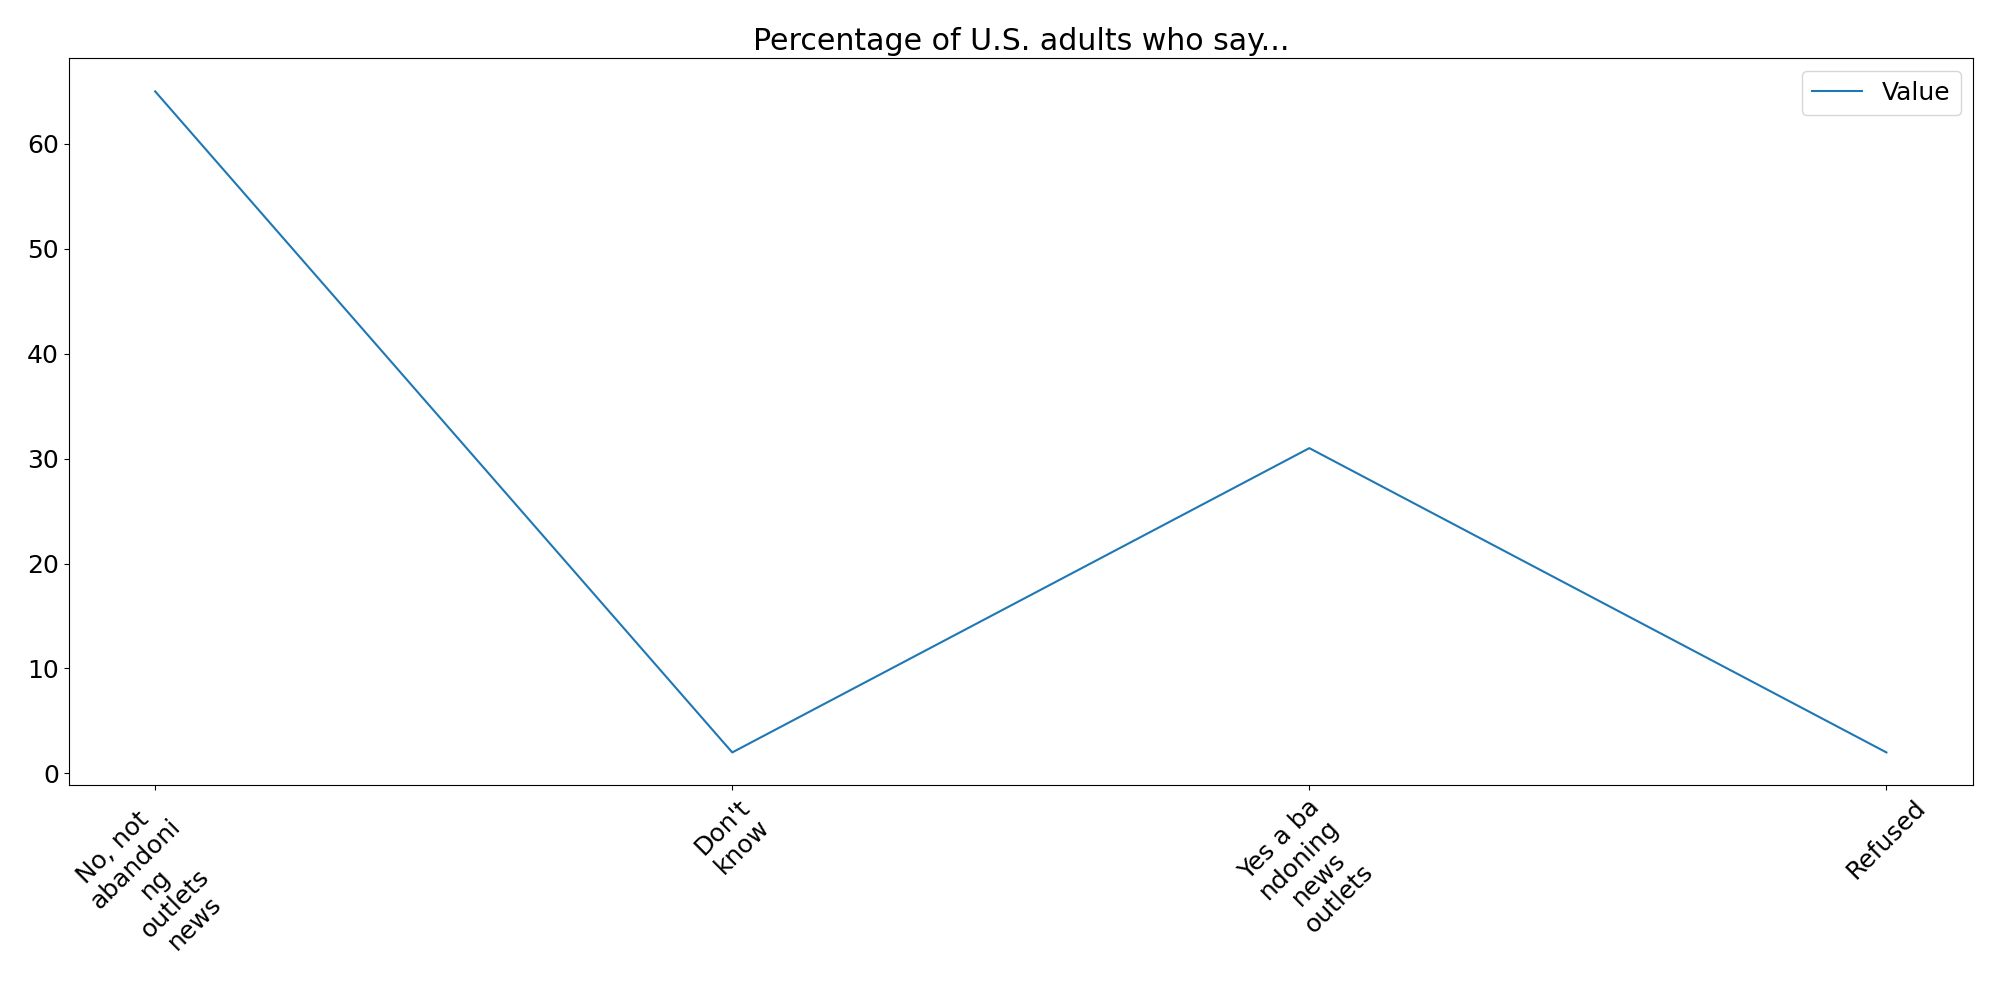 Percentage of U.S. adults who say...
Value
60
50
40
30
20
10
0
No, not
abandoni
ng
outlets
news
Don't
know
Yes a ba
ndoning
news
outlets
Refused